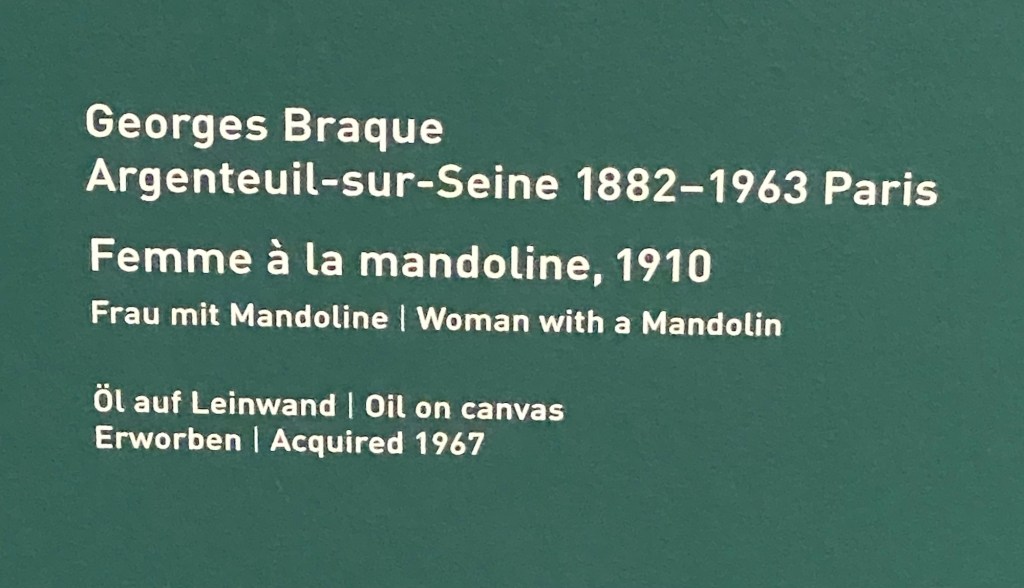 Georges Braque
Argenteuil-sur-Seine 1882–1963 Paris
Femme à la mandoline, 1910
Frau mit Mandoline | Woman with a Mandolin
Öl auf Leinwand | Oil on canvas
Erworben | Acquired 1967